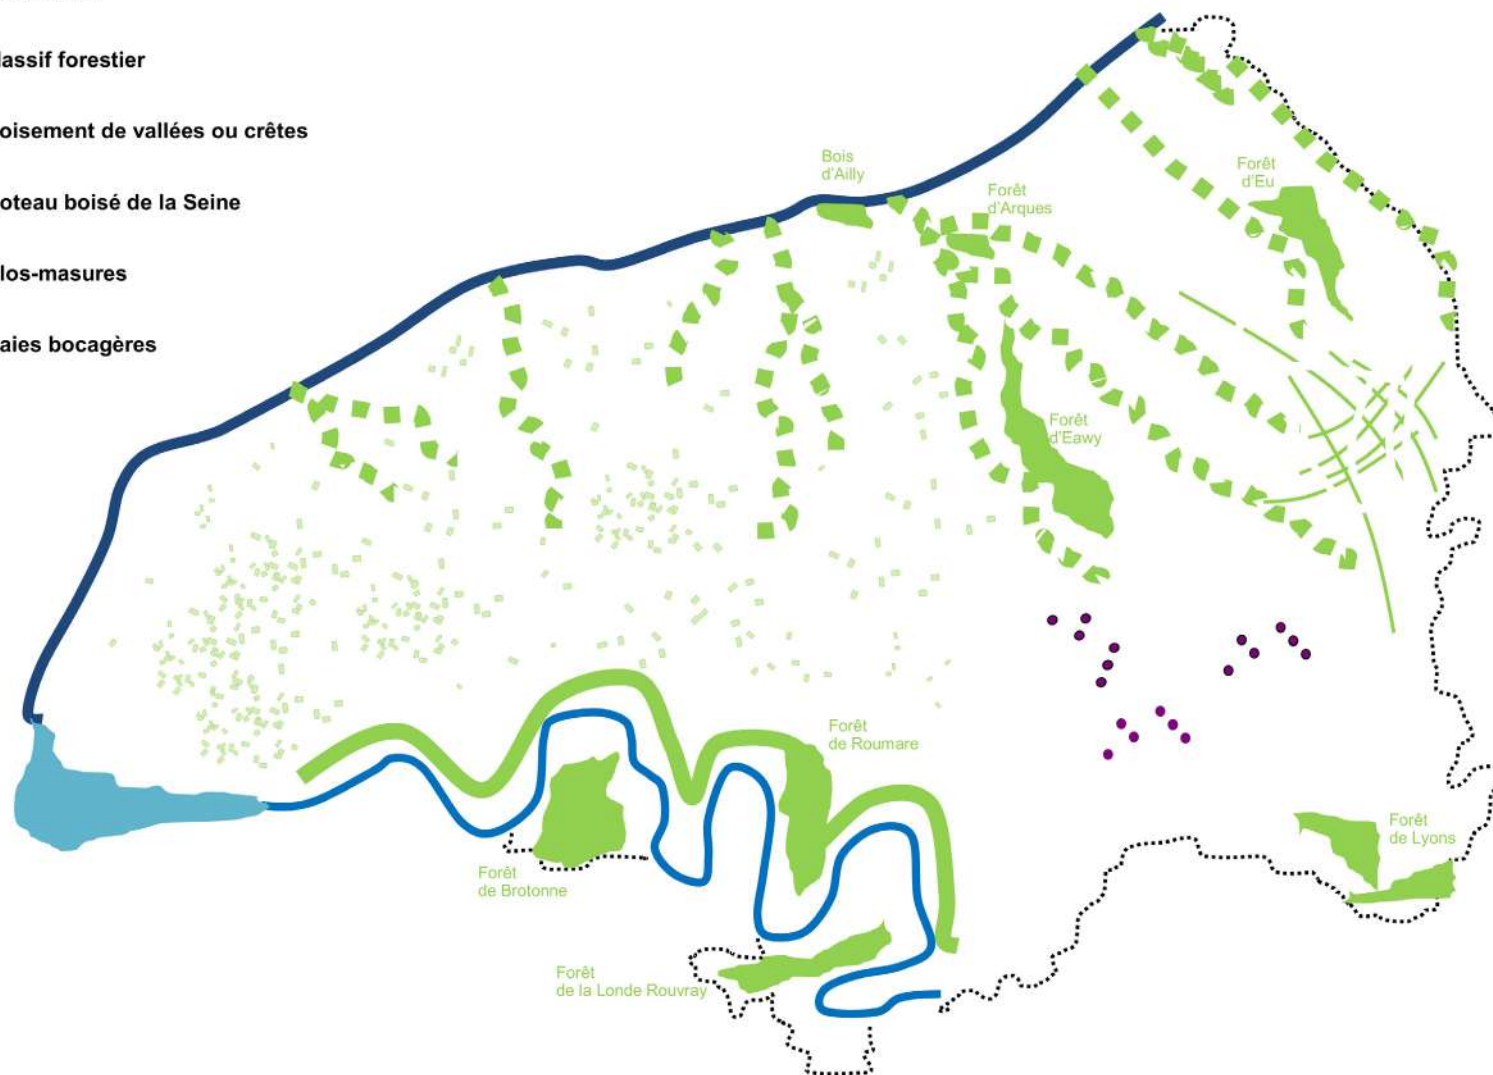 lassif forestier
oisement de vallées ou crêtes
oteau boisé de la Seine
los-masures
aies bocagères
Bois
d'Ailly
Forêt
d'Arques
Forêt
d'Eu
Forêt
d'Eawy
Forêt
de Roumare
Forêt
de Lyons
Forêt
de Brotonne
Forêt
de la Londe Rouvray